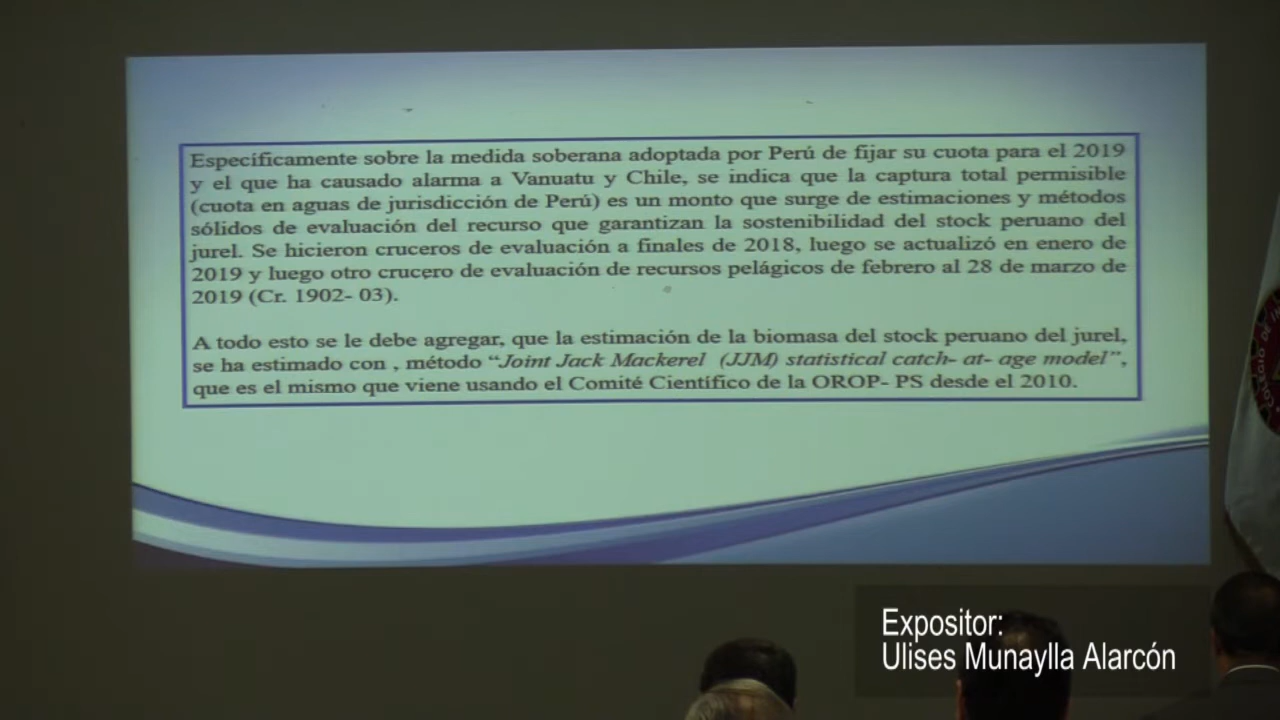 Específicamente sobre la medida soberana adoptada por Perú de fijar su cuota para el 2019
y el que ha causado alarma a Vanuatu y Chile, se indica que la captura total permisible
(cuota en aguas de jurisdicción de Perú) es un monto que surge de estimaciones y métodos
sólidos de evaluación del recurso que garantizan la sostenibilidad del stock peruano del
jurel. Se hicieron cruceros de evaluación a finales de 2018, luego se actualizó en enero de
2019 y luego otro crucero de evaluación de recursos pelágicos de febrero al 28 de marzo de
2019 (Cr. 1902- 03).
A todo esto se le debe agregar, que la estimación de la biomasa del stock peruano del jurel,
se ha estimado con , método “Joint Jack Mackerel (JJM) statistical catch- at- age model”,
que es el mismo que viene usando el Comité Científico de la OROP- PS desde el 2010.
COLEGIO DE
Expositor:
Ulises Munaylla Alarcón